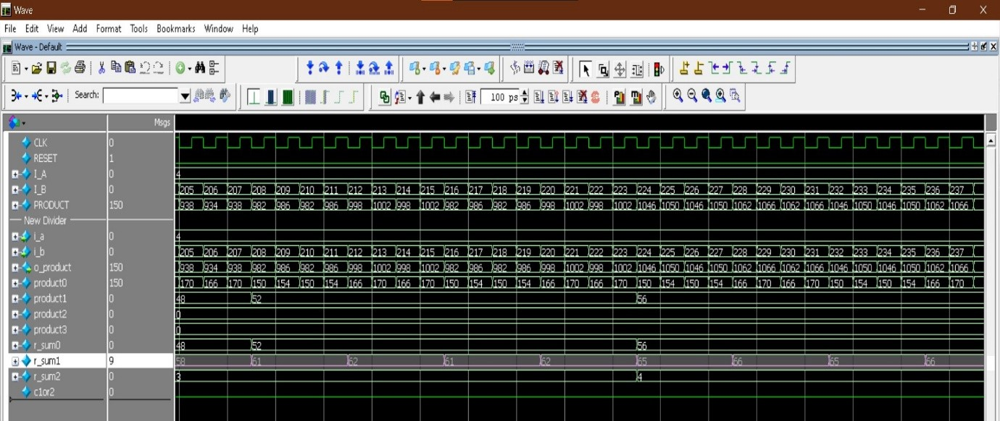 Wave
File Edit View Add Format Tools Bookmarks Window Help
Wave - Default
Search: 100 ps
Msgs
CLK 0
RESET 1
I_A 0 4
I_B 0 205 206 207 208 209 210 211 212 213 214 215 216 217 218 219 220 221 222 223 224 225 226 227 228 229 230 231 232 233 234 235 236 237
PRODUCT 150 938 934 938 982 986 982 986 998 1002 998 1002 982 986 982 986 998 1002 998 1002 1046 1050 1046 1050 1062 1066 1062 1066 1046 1050 1046 1050 1062 1066
New Divider
i_a 0 4
i_b 0 205 206 207 208 209 210 211 212 213 214 215 216 217 218 219 220 221 222 223 224 225 226 227 228 229 230 231 232 233 234 235 236 237
o_product 150 938 934 938 982 986 982 986 998 1002 998 1002 982 986 982 986 998 1002 998 1002 1046 1050 1046 1050 1062 1066 1062 1066 1046 1050 1046 1050 1062 1066
product0 150 170 166 170 150 154 150 154 166 170 166 170 150 154 150 154 166 170 166 170 150 154 150 154 166 170 166 170 150 154 150 154 166 170
product1 0 48 52 56
product2 0 0
product3 0 0
r_sum0 0 48 52 56
r_sum1 9 58 61 62 61 62 65 66 65 66
r_sum2 0 3 4
c1or2 0